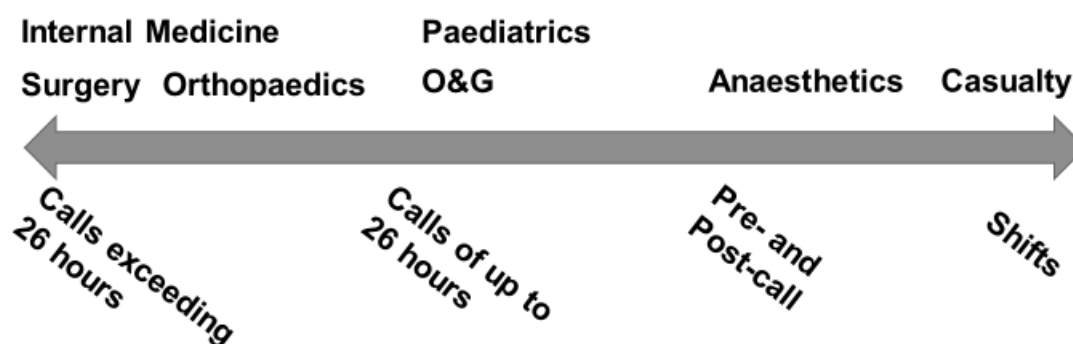 Internal Medicine
Paediatrics
Surgery Orthopaedics
O&G
Anaesthetics
Casualty
Calls exceeding
26 hours
Calls of up to
26 hours
Pre- and
Post-call
Shifts